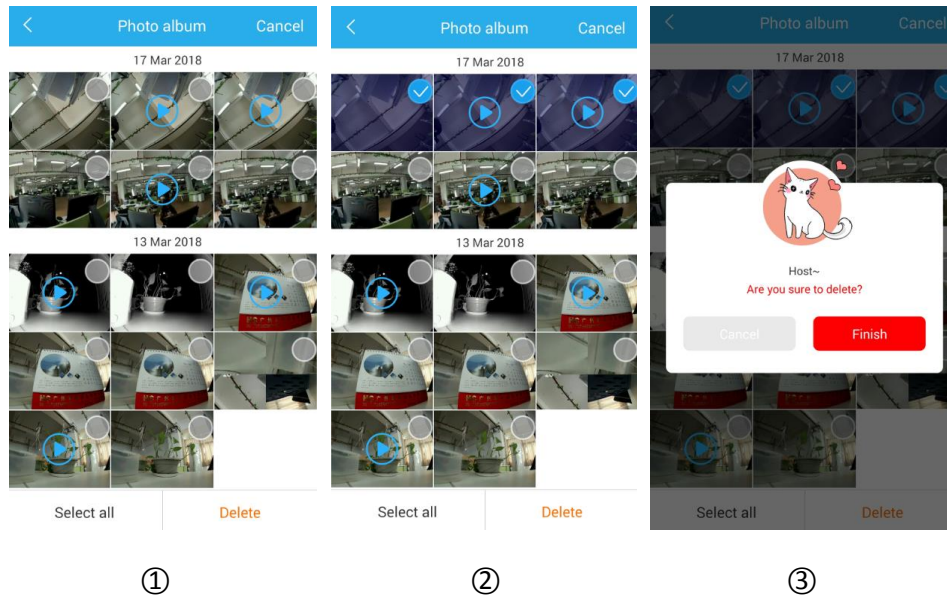 Photo album Cancel
17 Mar 2018
13 Mar 2018
Select all Delete
①
Photo album Cancel
17 Mar 2018
13 Mar 2018
Select all Delete
②
Photo album Cancel
17 Mar 2018
Host~
Are you sure to delete?
Cancel Finish
Select all Delete
③